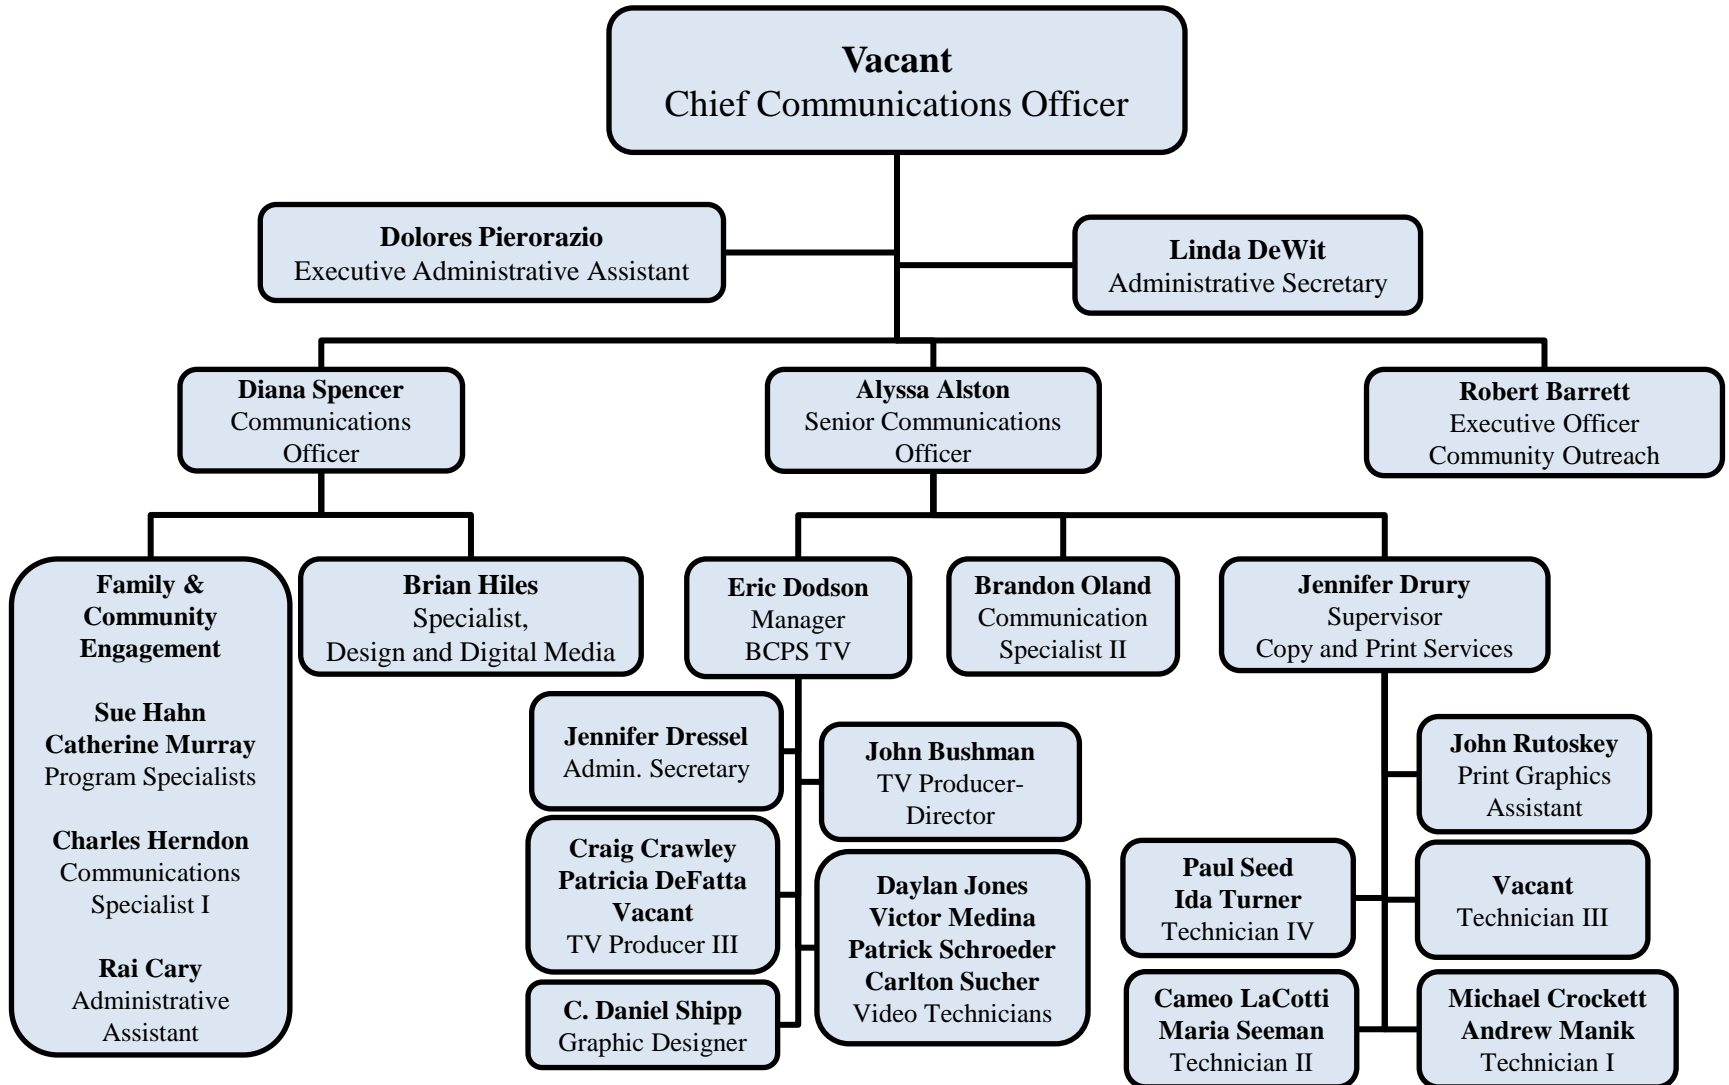 Vacant
Chief Communications Officer
Dolores Pierorazio
Executive Administrative Assistant
Linda DeWit
Administrative Secretary
Diana Spencer
Communications
Officer
Alyssa Alston
Senior Communications
Officer
Robert Barrett
Executive Officer
Community Outreach
Family &
Community
Engagement
Sue Hahn
Catherine Murray
Program Specialists
Charles Herndon
Communications
Specialist I
Rai Cary
Administrative
Assistant
Brian Hiles
Specialist,
Design and Digital Media
Eric Dodson
Manager
BCPS TV
Brandon Oland
Communication
Specialist II
Jennifer Drury
Supervisor
Copy and Print Services
Jennifer Dressel
Admin. Secretary
John Bushman
TV Producer-
Director
Craig Crawley
Patricia DeFatta
Vacant
TV Producer III
Daylan Jones
Victor Medina
Patrick Schroeder
Carlton Sucher
Video Technicians
C. Daniel Shipp
Graphic Designer
John Rutoskey
Print Graphics
Assistant
Paul Seed
Ida Turner
Technician IV
Vacant
Technician III
Cameo LaCotti
Maria Seeman
Technician II
Michael Crockett
Andrew Manik
Technician I